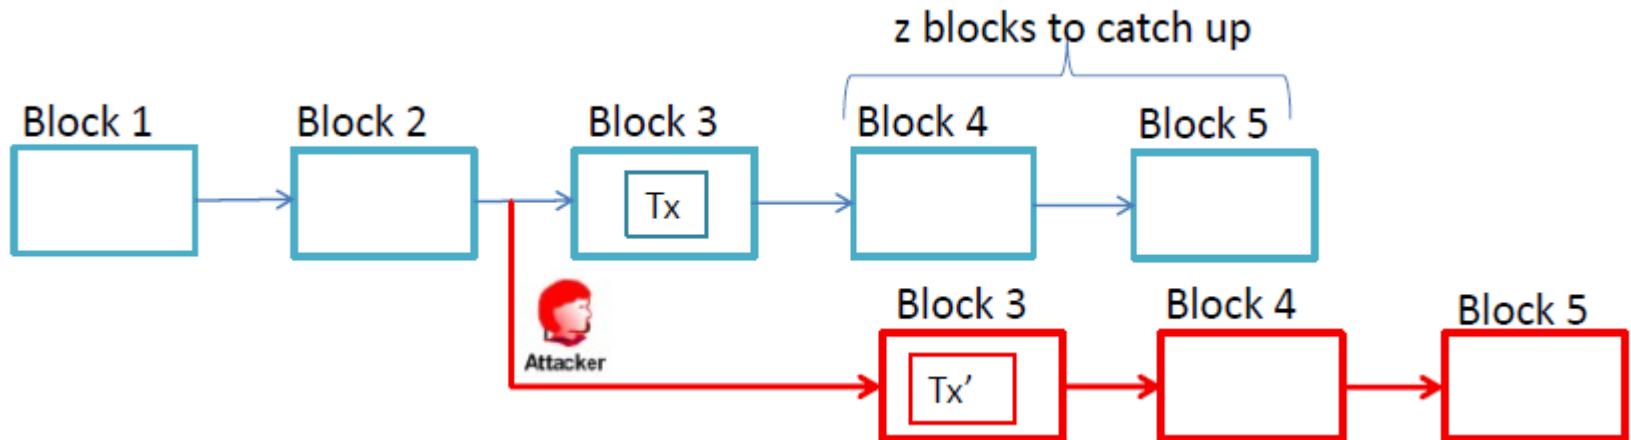 z blocks to catch up
Block 1
Block 2
Block 3
Block 4
Block 5
Tx
Attacker
Block 3
Block 4
Block 5
Tx’